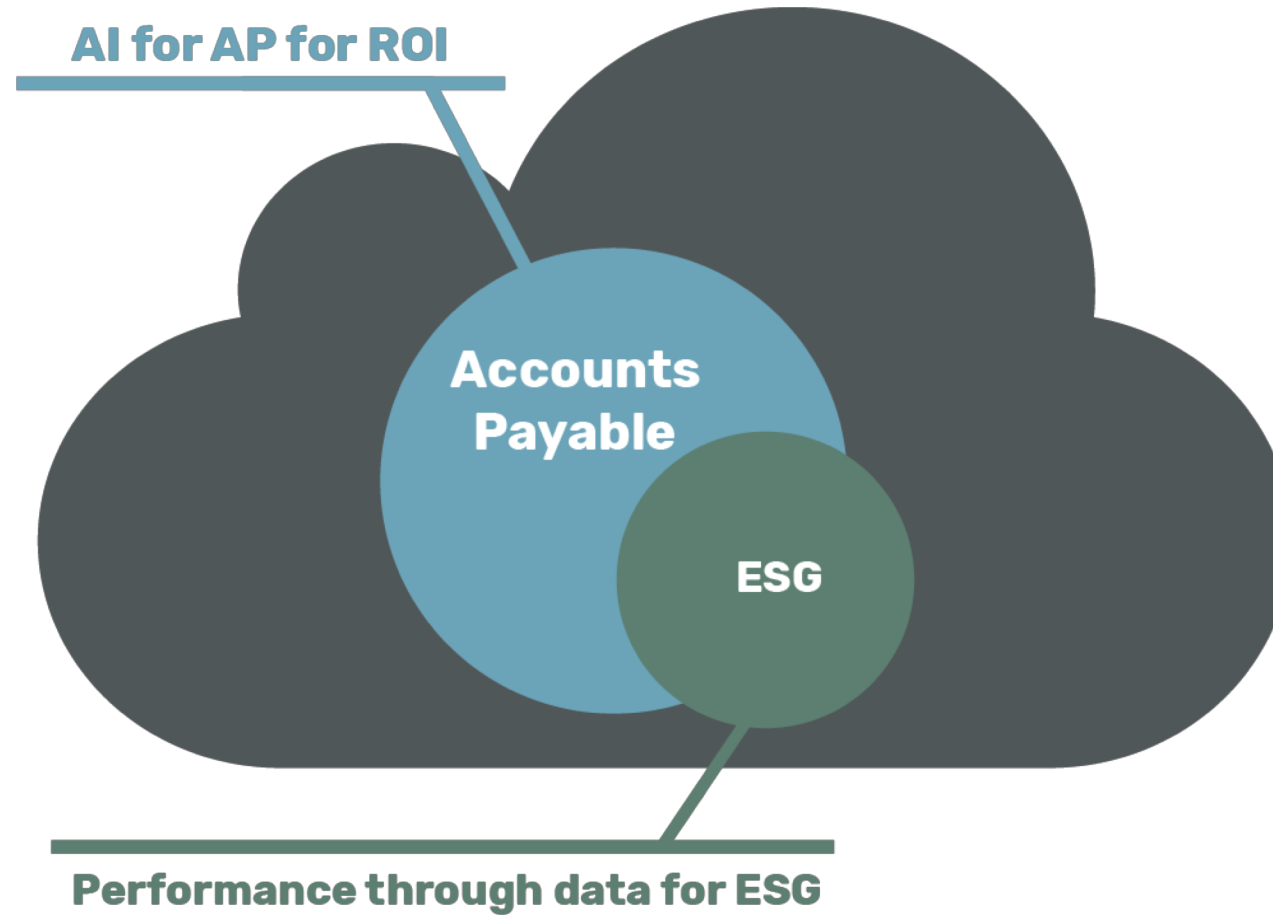 AI for AP for ROI
Accounts
Payable
ESG
Performance through data for ESG